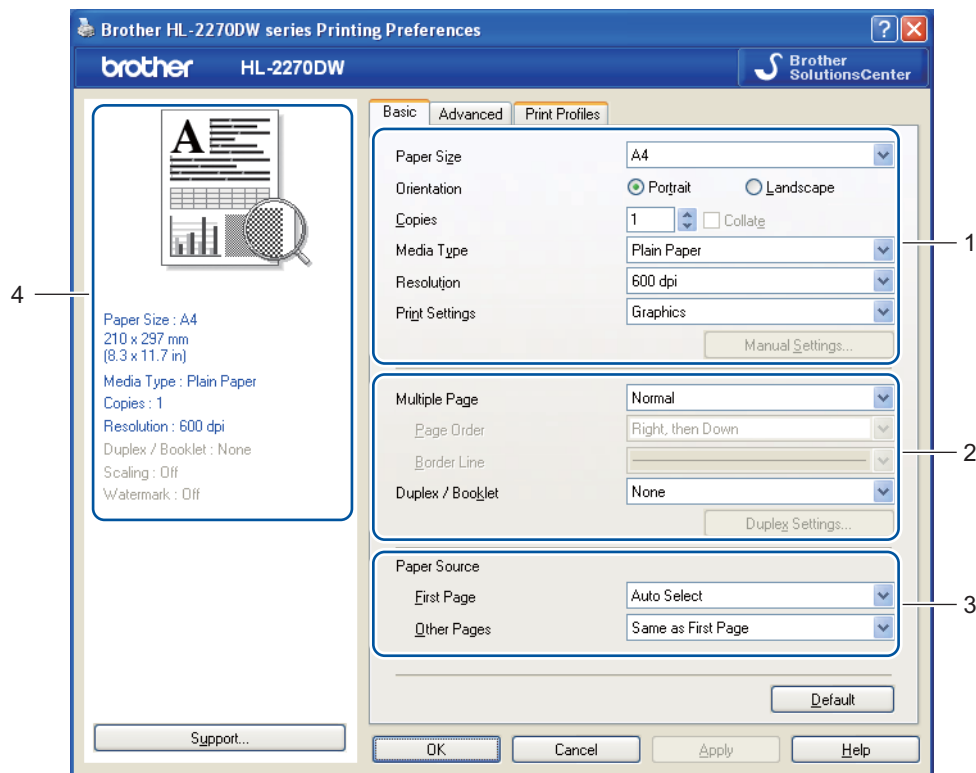 Brother HL-2270DW series Printing Preferences
brother HL-2270DW
Brother
SolutionsCenter
A
4
Paper Size : A4
210 x 297 mm
(8.3 x 11.7 in)
Media Type : Plain Paper
Copies : 1
Resolution : 600 dpi
Duplex / Booklet : None
Scaling : Off
Watermark : Off
Support...
Basic Advanced Print Profiles
Paper Size A4
Orientation Portrait Landscape
Copies 1 Collate
Media Type Plain Paper
Resolution 600 dpi
Print Settings Graphics
Manual Settings...
1
Multiple Page Normal
Page Order Right, then Down
Border Line
Duplex / Booklet None
Duplex Settings...
2
Paper Source
First Page Auto Select
Other Pages Same as First Page
3
Default
OK Cancel Apply Help